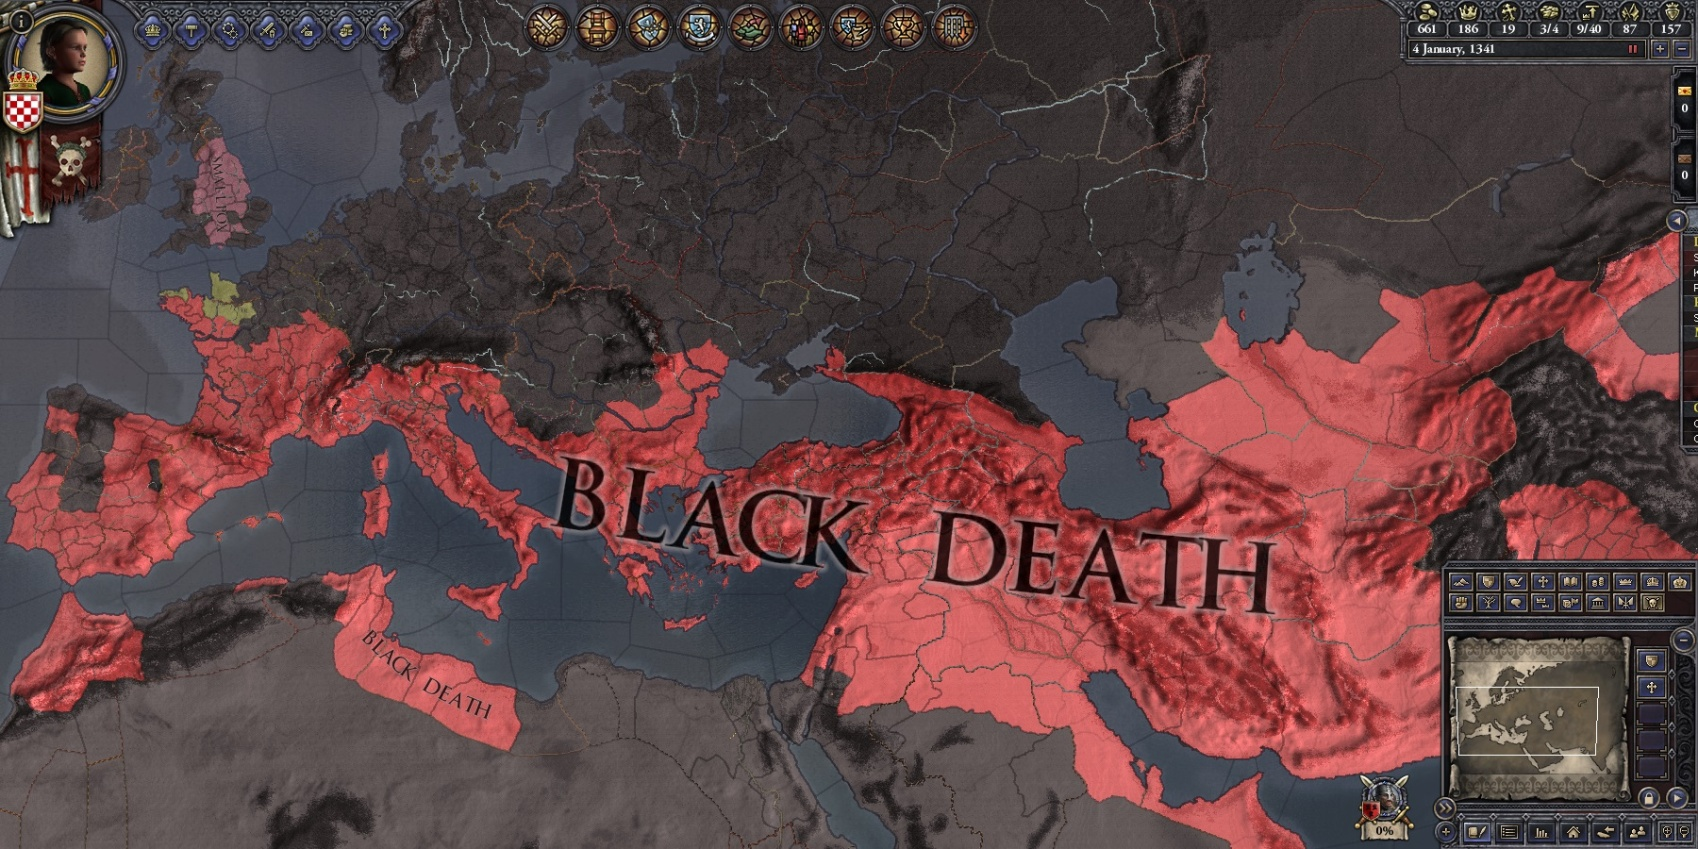 661 186 19 3/4 9/40 87 157
4 January, 1341
0
0
SMALLPOX
BLACK DEATH
BLACK DEATH
0%